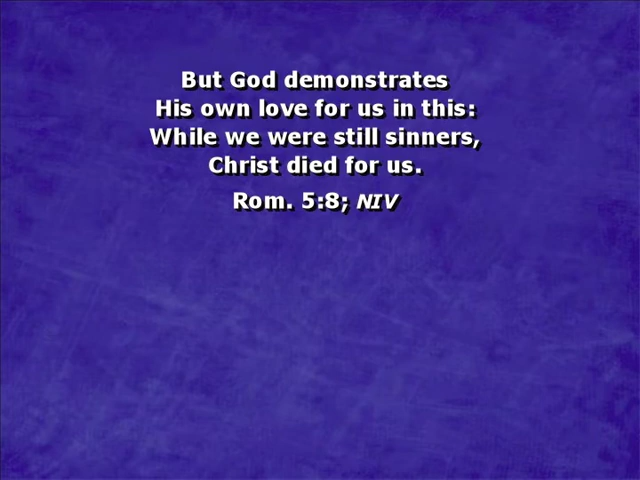 But God demonstrates
His own love for us in this:
While we were still sinners,
Christ died for us.
Rom. 5:8; NIV